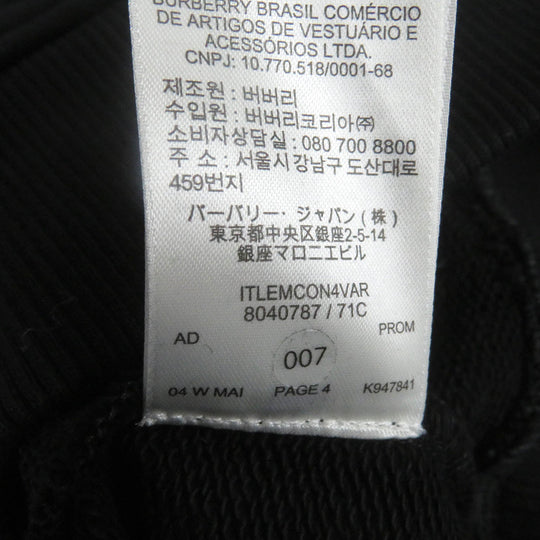 BURBERRY BRASIL COMÉRCIO
DE ARTIGOS DE VESTUÁRIO E
ACESSÓRIOS LTDA.
CNPJ: 10.770.518/0001-68
제조원 : 버버리
수입원 : 버버리코리아㈜
소비자상담실 : 080 700 8800
주 소 : 서울시 강남구 도산대로
459번지
バーバリー・ジャパン(株)
東京都中央区銀座2-5-14
銀座マロニエビル
ITLEMCON4VAR
8040787 / 71C
AD PROM
007
04 W MAI PAGE 4 K947841